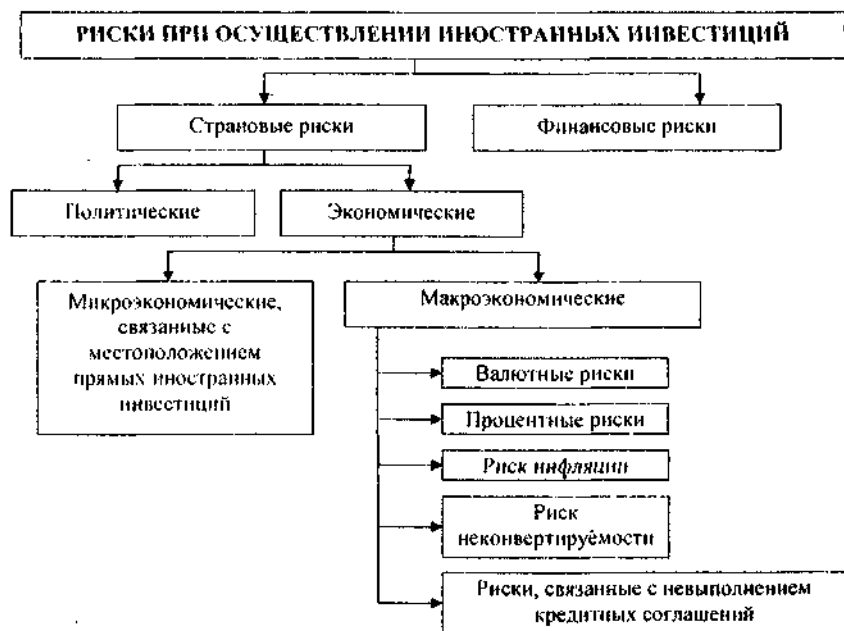 РИСКИ ПРИ ОСУЩЕСТВЛЕНИИ ИНОСТРАННЫХ ИНВЕСТИЦИЙ
Страновые риски
Финансовые риски
Политические
Экономические
Микроэкономические,
связанные с
местоположением
прямых иностранных
инвестиций
Макроэкономические
Валютные риски
Процентные риски
Риск инфляции
Риск
неконвертируемости
Риски, связанные с невыполнением
кредитных соглашений